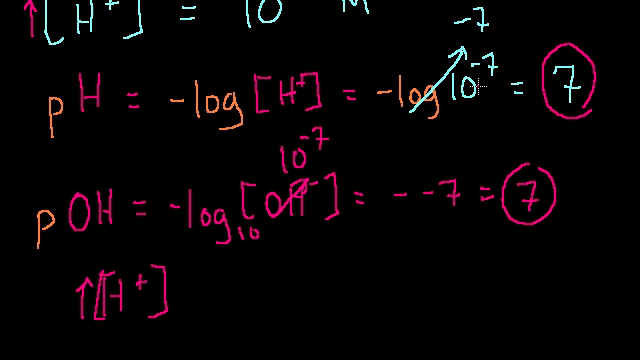 ↑[H⁺] = 10 M
-7
pH = -log [H⁺] = -log 10⁻⁷ = 7
10⁻⁷
pOH = -log₁₀ [OH⁻] = - -7 = 7
↑[H⁺]